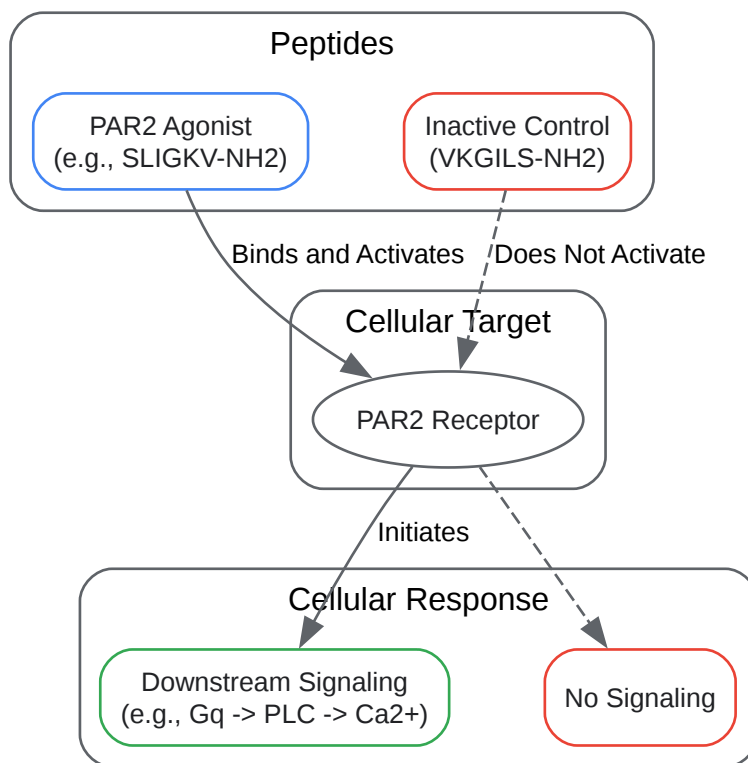 Peptides
PAR2 Agonist
(e.g., SLIGKV-NH2)
Inactive Control
(VKGILS-NH2)
Binds and Activates
Does Not Activate
Cellular Target
PAR2 Receptor
Initiates
Cellular Response
Downstream Signaling
(e.g., Gq -> PLC -> Ca2+)
No Signaling